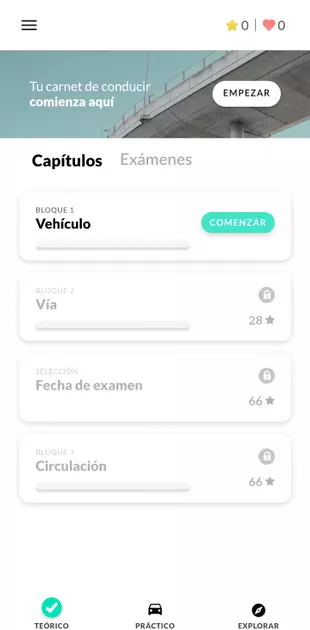 0 | 0
Tu carnet de conducir
comienza aquí
EMPEZAR
Capítulos Exámenes
BLOQUE 1
Vehículo
COMENZAR
BLOQUE 2
Vía
28
SELECCIÓN
Fecha de examen
66
BLOQUE 3
Circulación
66
TEÓRICO PRÁCTICO EXPLORAR